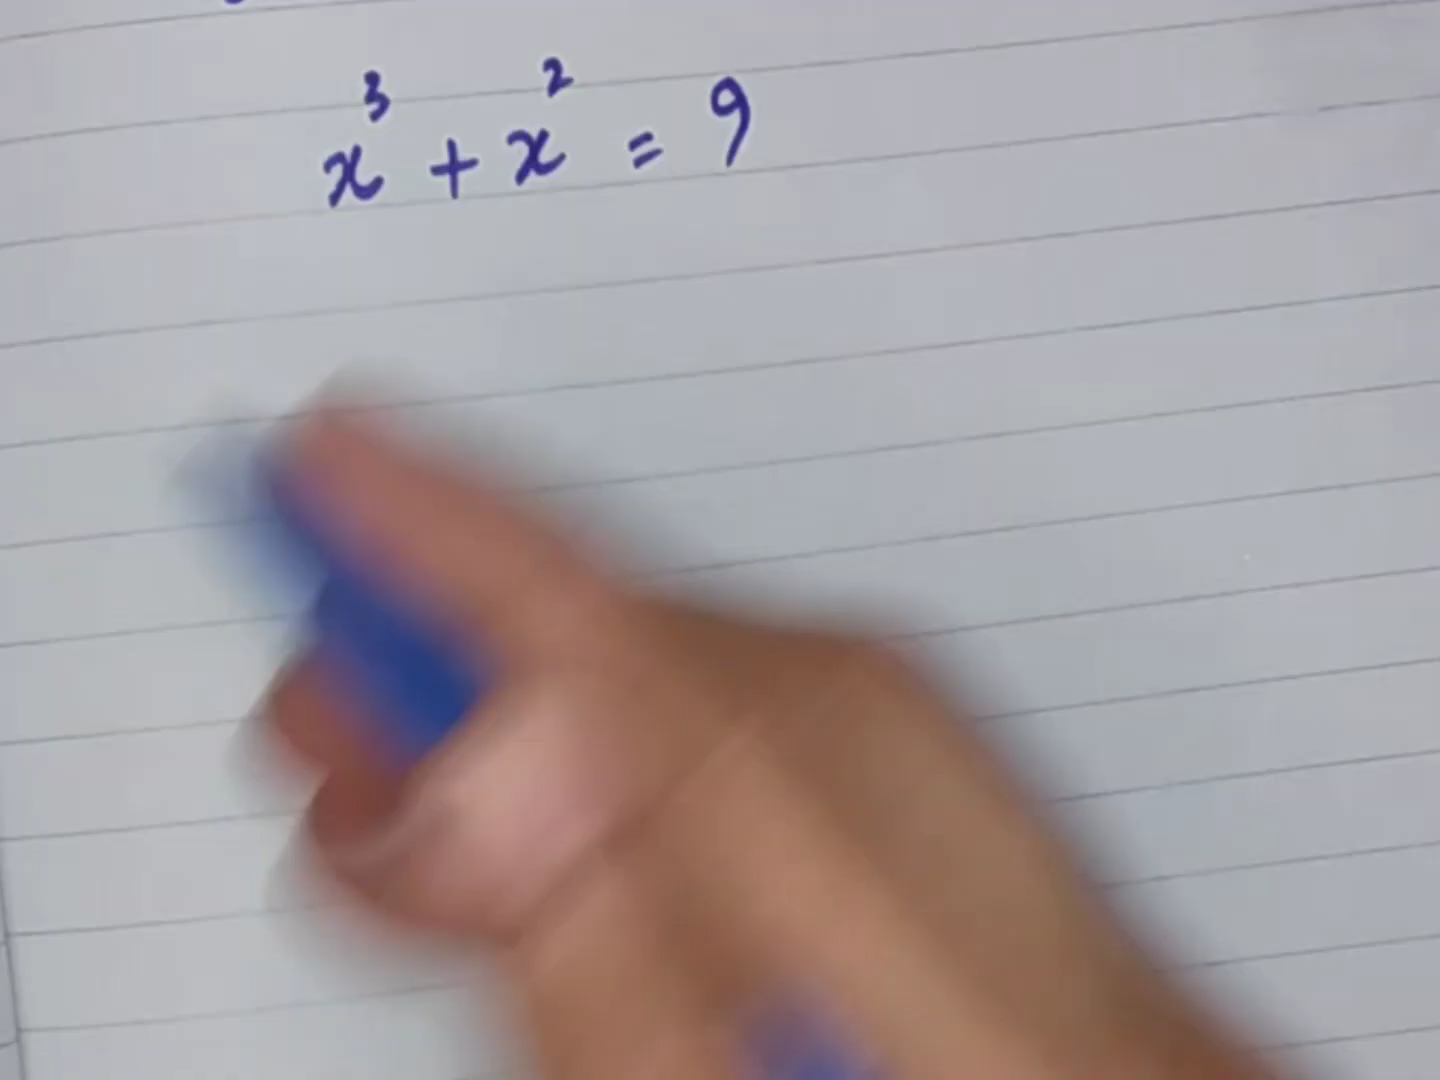 x³ + x² = 9